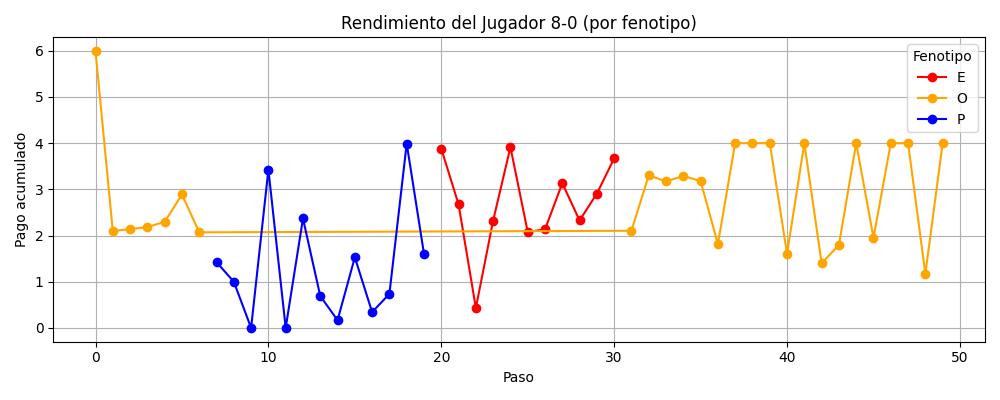 Rendimiento del Jugador 8-0 (por fenotipo)
Pago acumulado
6
5
4
3
2
1
0
0 10 20 30 40 50
Paso
Fenotipo
E
O
P